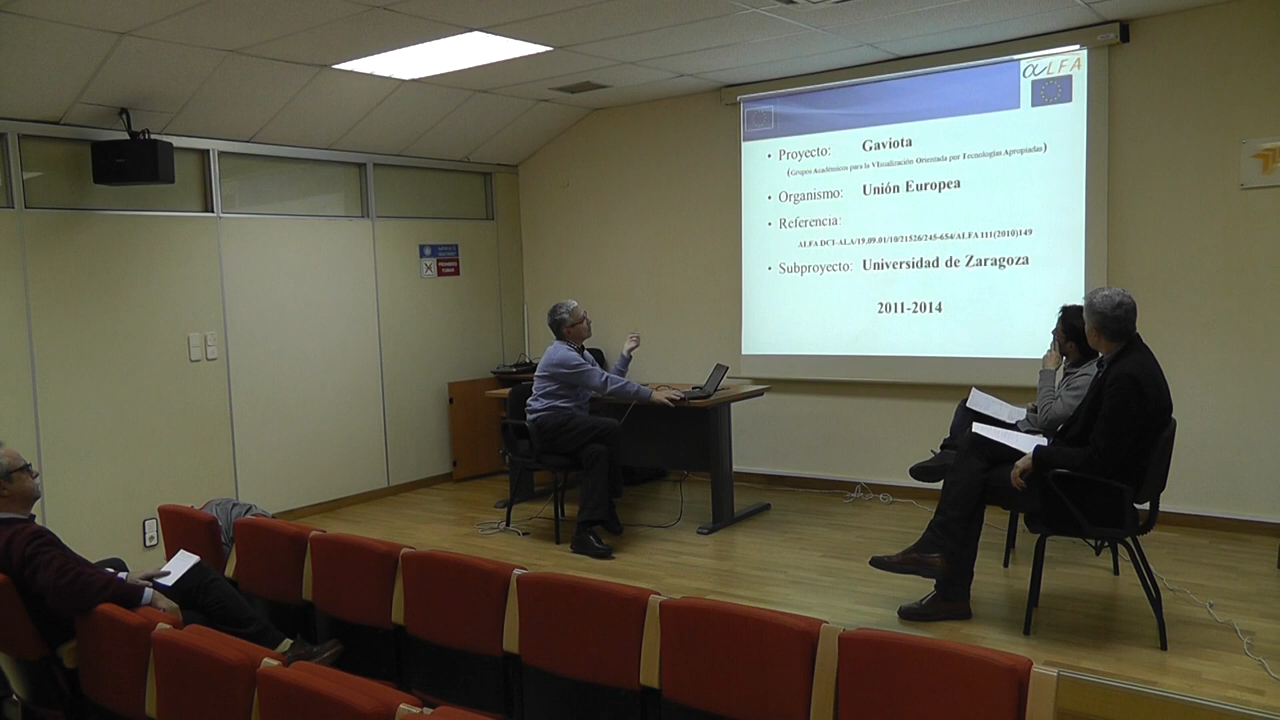 αLFA
• Proyecto: Gaviota
(Grupos Académicos para la VIsualización Orientada por Tecnologías Apropiadas)
• Organismo: Unión Europea
• Referencia:
ALFA DCI-ALA/19.09.01/10/21526/245-654/ALFA 111(2010)149
• Subproyecto: Universidad de Zaragoza
2011-2014